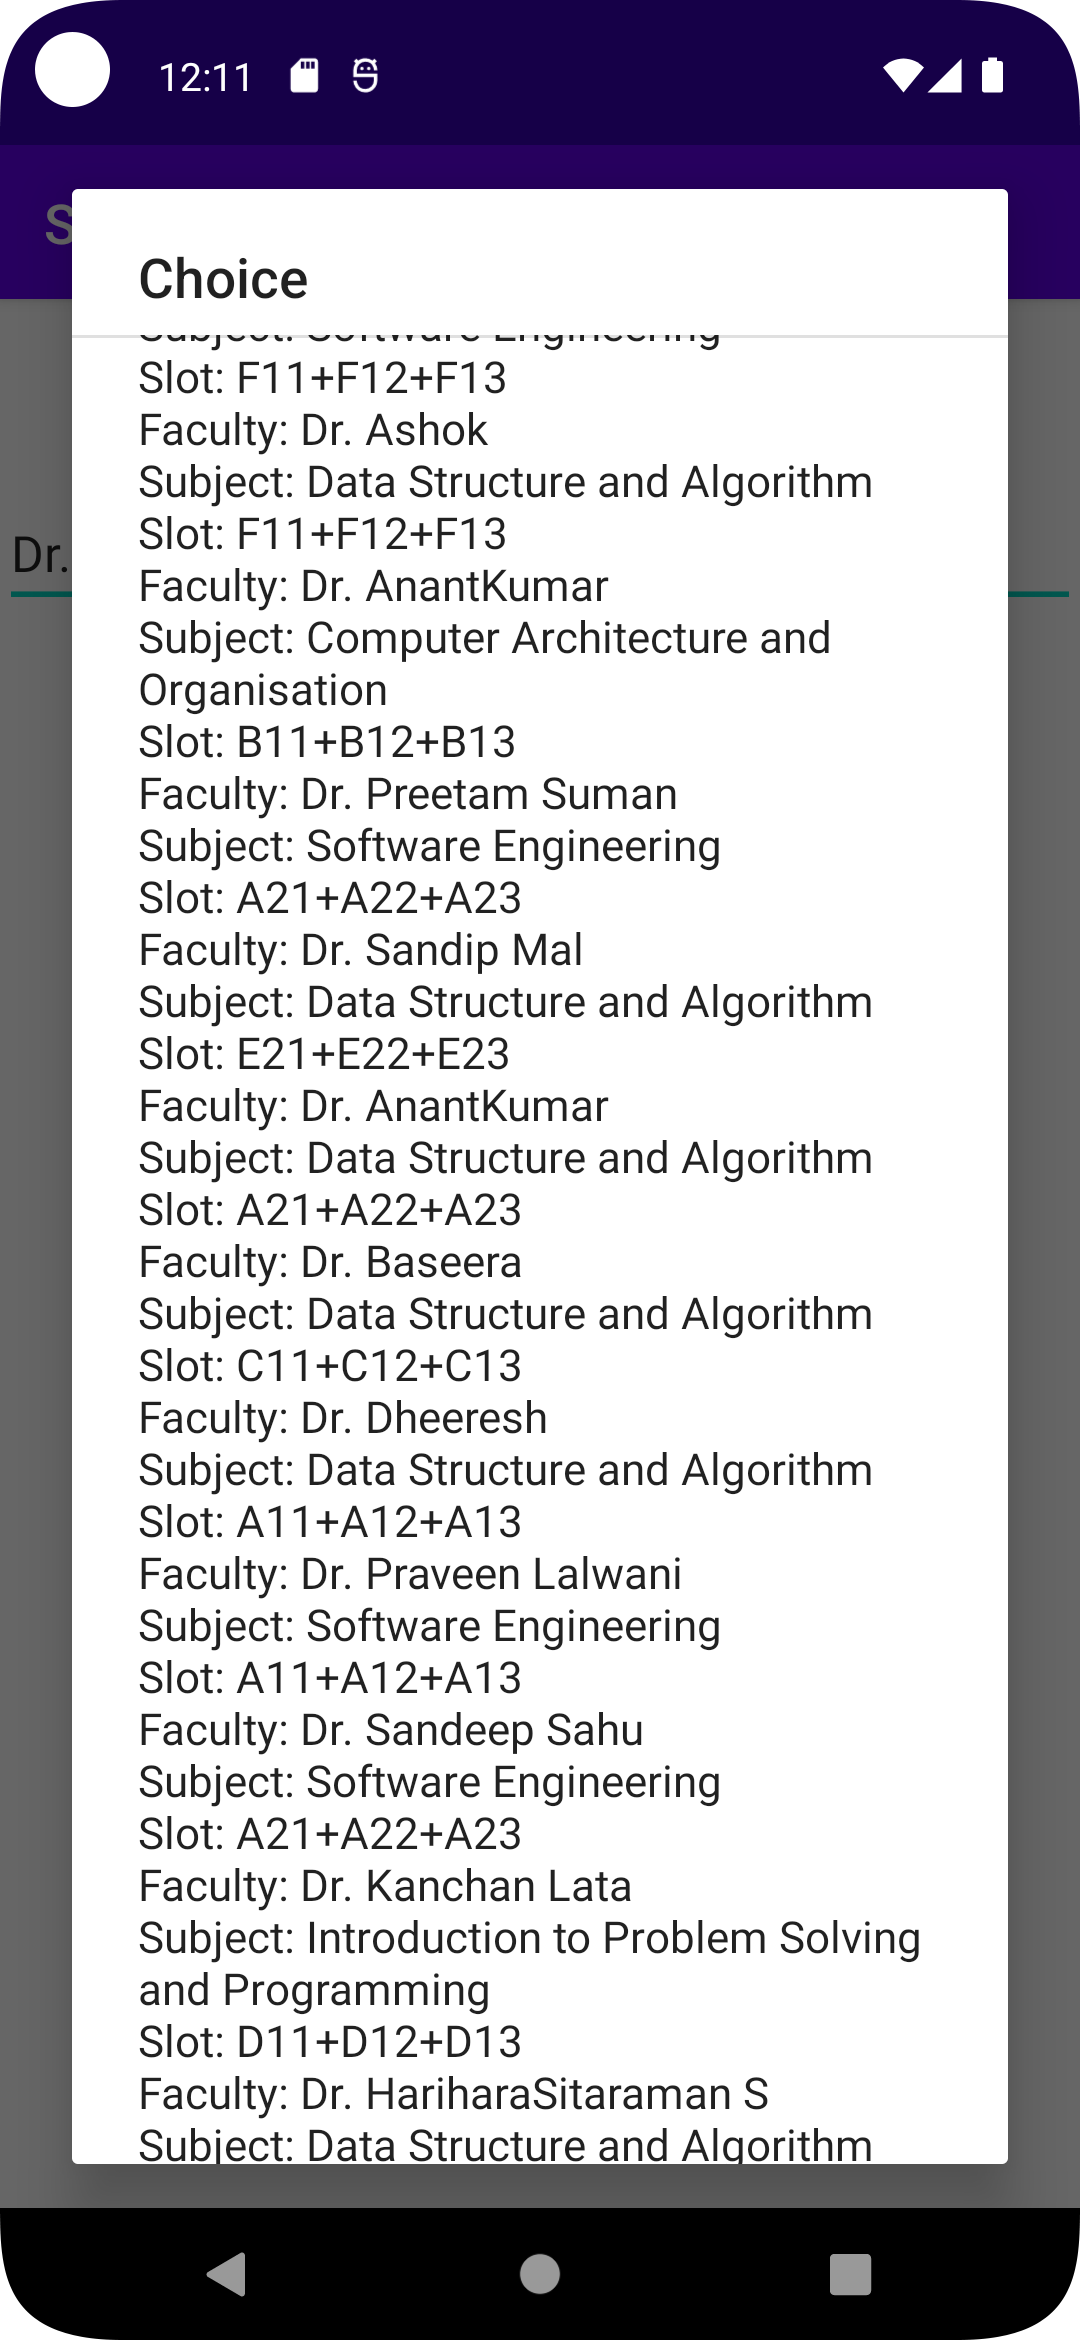 12:11
S
Choice
Subject: Software Engineering
Slot: F11+F12+F13
Faculty: Dr. Ashok
Subject: Data Structure and Algorithm
Slot: F11+F12+F13
Dr.
Faculty: Dr. AnantKumar
Subject: Computer Architecture and
Organisation
Slot: B11+B12+B13
Faculty: Dr. Preetam Suman
Subject: Software Engineering
Slot: A21+A22+A23
Faculty: Dr. Sandip Mal
Subject: Data Structure and Algorithm
Slot: E21+E22+E23
Faculty: Dr. AnantKumar
Subject: Data Structure and Algorithm
Slot: A21+A22+A23
Faculty: Dr. Baseera
Subject: Data Structure and Algorithm
Slot: C11+C12+C13
Faculty: Dr. Dheeresh
Subject: Data Structure and Algorithm
Slot: A11+A12+A13
Faculty: Dr. Praveen Lalwani
Subject: Software Engineering
Slot: A11+A12+A13
Faculty: Dr. Sandeep Sahu
Subject: Software Engineering
Slot: A21+A22+A23
Faculty: Dr. Kanchan Lata
Subject: Introduction to Problem Solving
and Programming
Slot: D11+D12+D13
Faculty: Dr. HariharaSitaraman S
Subject: Data Structure and Algorithm